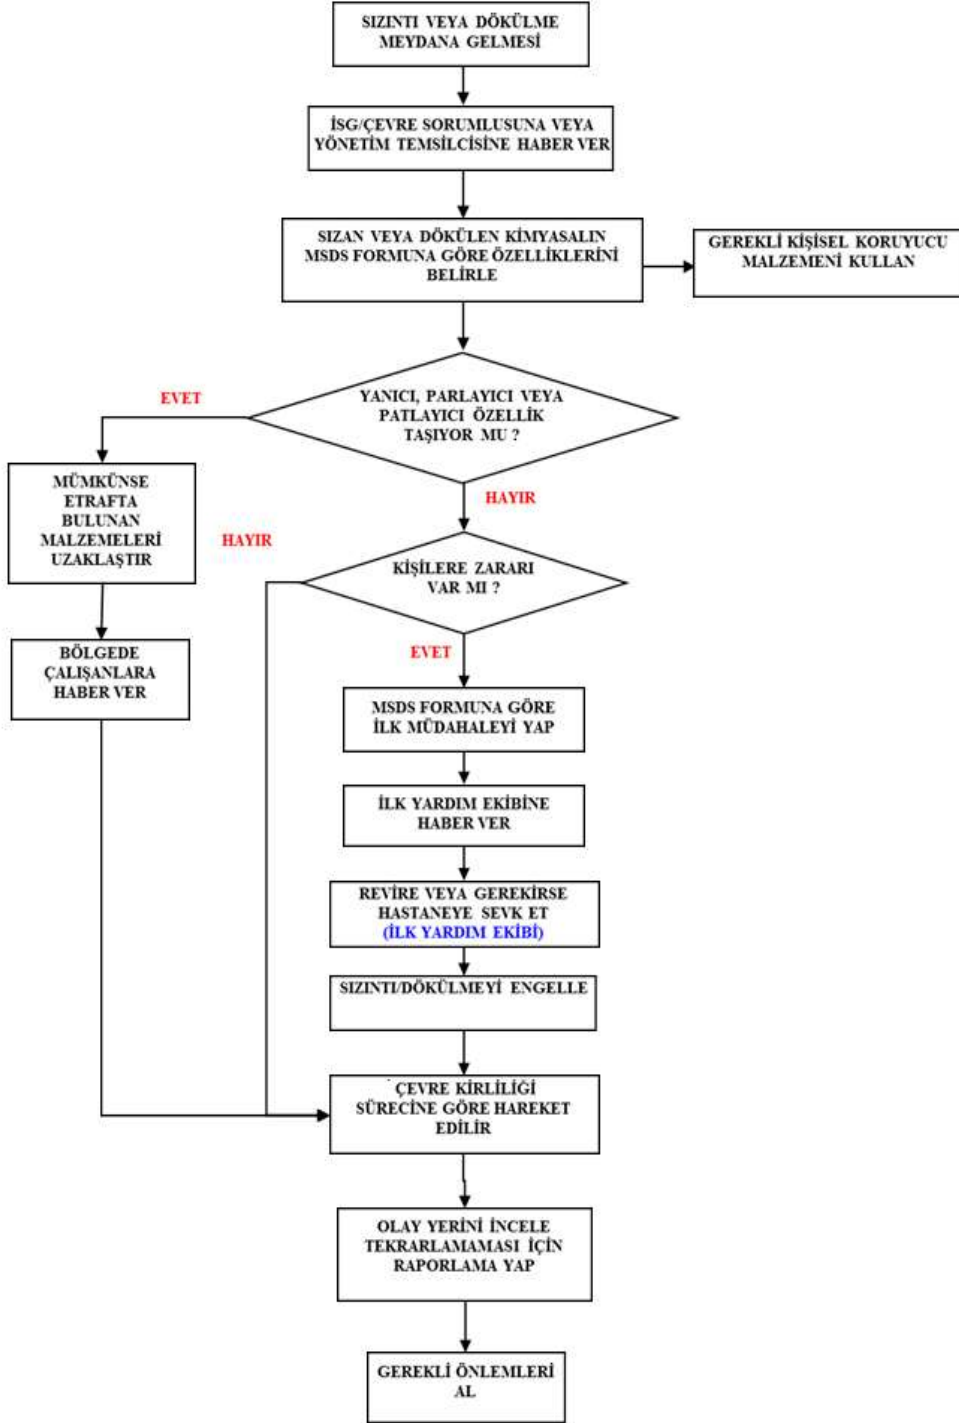 SIZINTI VEYA DÖKÜLME
MEYDANA GELMESİ
İSG/ÇEVRE SORUMLUSUNA VEYA
YÖNETİM TEMSİLCİSİNE HABER VER
SIZAN VEYA DÖKÜLEN KİMYASALIN
MSDS FORMUNA GÖRE ÖZELLİKLERİNİ
BELİRLE
GEREKLİ KİŞİSEL KORUYUCU
MALZEMENİ KULLAN
YANICI, PARLAYICI VEYA
PATLAYICI ÖZELLİK
TAŞIYOR MU ?
EVET
HAYIR
MÜMKÜNSE
ETRAFTA
BULUNAN
MALZEMELERİ
UZAKLAŞTIR
BÖLGEDE
ÇALIŞANLARA
HABER VER
HAYIR
KİŞİLERE ZARARI
VAR MI ?
EVET
MSDS FORMUNA GÖRE
İLK MÜDAHALEYİ YAP
İLK YARDIM EKİBİNE
HABER VER
REVİRE VEYA GEREKİRSE
HASTANEYE SEVK ET
(İLK YARDIM EKİBİ)
SIZINTI/DÖKÜLMEYİ ENGELLE
ÇEVRE KİRLİLİĞİ
SÜRECİNE GÖRE HAREKET
EDİLİR
OLAY YERİNİ İNCELE
TEKRARLAMAMASI İÇİN
RAPORLAMA YAP
GEREKLİ ÖNLEMLERİ
AL